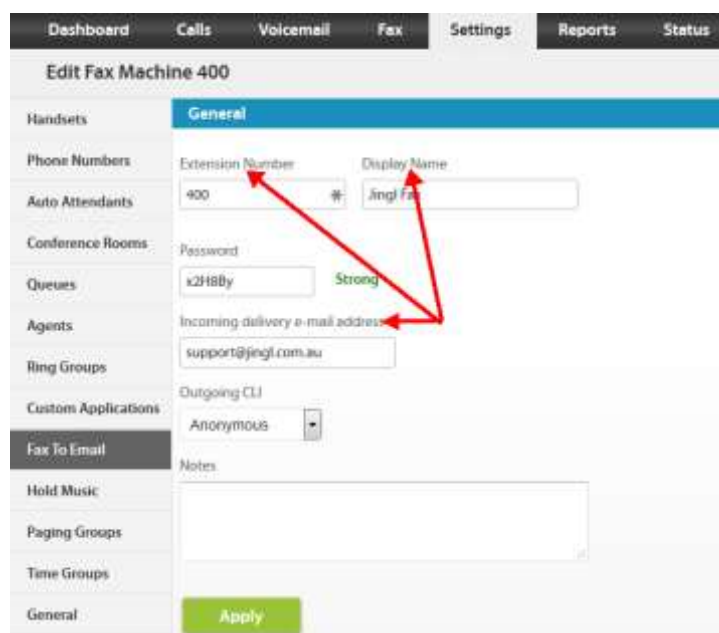 Dashboard Calls Voicemail Fax Settings Reports Status
Edit Fax Machine 400
Handsets
Phone Numbers
Auto Attendants
Conference Rooms
Queues
Agents
Ring Groups
Custom Applications
Fax To Email
Hold Music
Paging Groups
Time Groups
General
General
Extension Number Display Name
400 Jingl Fax
Password
x2H8By Strong
Incoming delivery e-mail address
support@jingl.com.au
Outgoing CLI
Anonymous
Notes
Apply